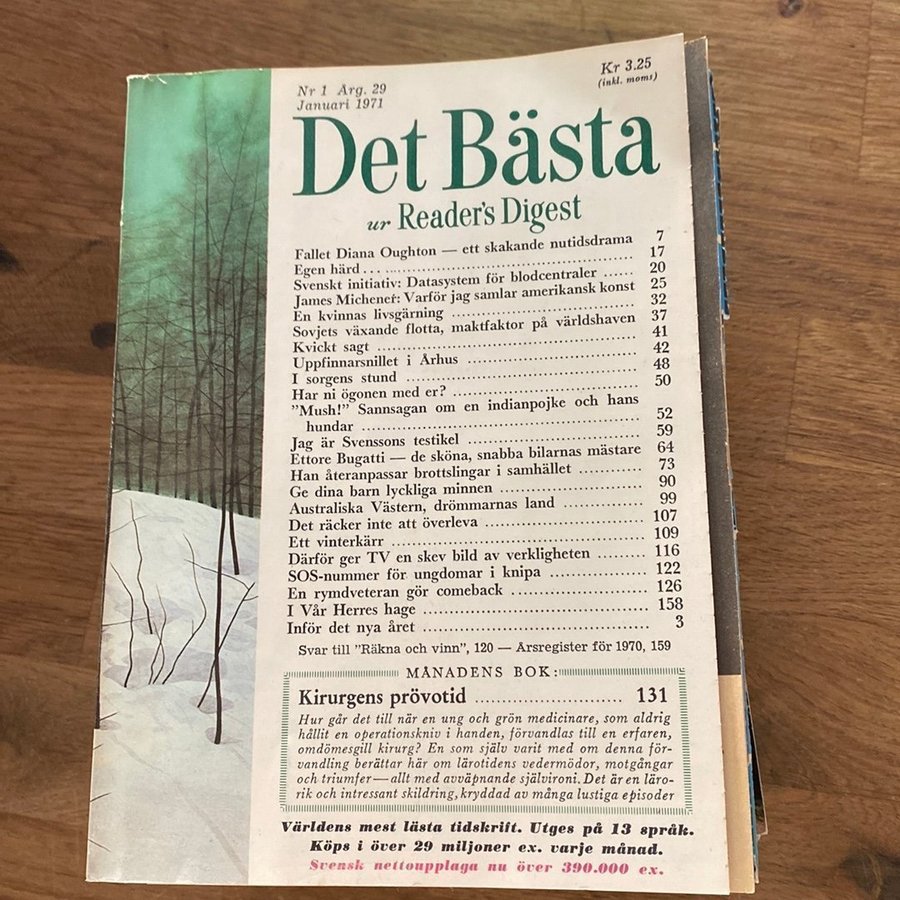 Nr 1 Årg. 29
Januari 1971
Kr 3.25
(inkl. moms)
Det Bästa
ur Reader's Digest
Fallet Diana Oughton — ett skakande nutidsdrama 7
Egen härd . . . ........................ 17
Svenskt initiativ: Datasystem för blodcentraler ...... 20
James Michener: Varför jag samlar amerikansk konst 25
En kvinnas livsgärning ........................ 32
Sovjets växande flotta, maktfaktor på världshaven 37
Kvickt sagt ........................ 41
Uppfinnarsnillet i Århus ........................ 42
I sorgens stund ........................ 48
Har ni ögonen med er? ........................ 50
"Mush!" Sannsagan om en indianpojke och hans
hundar ........................ 52
Jag är Svenssons testikel ........................ 59
Ettore Bugatti — de sköna, snabba bilarnas mästare 64
Han återanpassar brottslingar i samhället .......... 73
Ge dina barn lyckliga minnen .................... 90
Australiska Västern, drömmarnas land ............ 99
Det räcker inte att överleva .................... 107
Ett vinterkärr ........................ 109
Därför ger TV en skev bild av verkligheten ........ 116
SOS-nummer för ungdomar i knipa .............. 122
En rymdveteran gör comeback .................. 126
I Vår Herres hage ........................ 158
Inför det nya året ........................ 3
Svar till "Räkna och vinn", 120 — Årsregister för 1970, 159
MÅNADENS BOK:
Kirurgens prövotid ...................... 131
Hur går det till när en ung och grön medicinare, som aldrig
hållit en operationskniv i handen, förvandlas till en erfaren,
omdömesgill kirurg? En som själv varit med om denna för-
vandling berättar här om lärotidens vedermödor, motgångar
och triumfer — allt med avväpnande självironi. Det är en läro-
rik och intressant skildring, kryddad av många lustiga episoder
Världens mest lästa tidskrift. Utges på 13 språk.
Köps i över 29 miljoner ex. varje månad.
Svensk nettoupplaga nu över 390.000 ex.